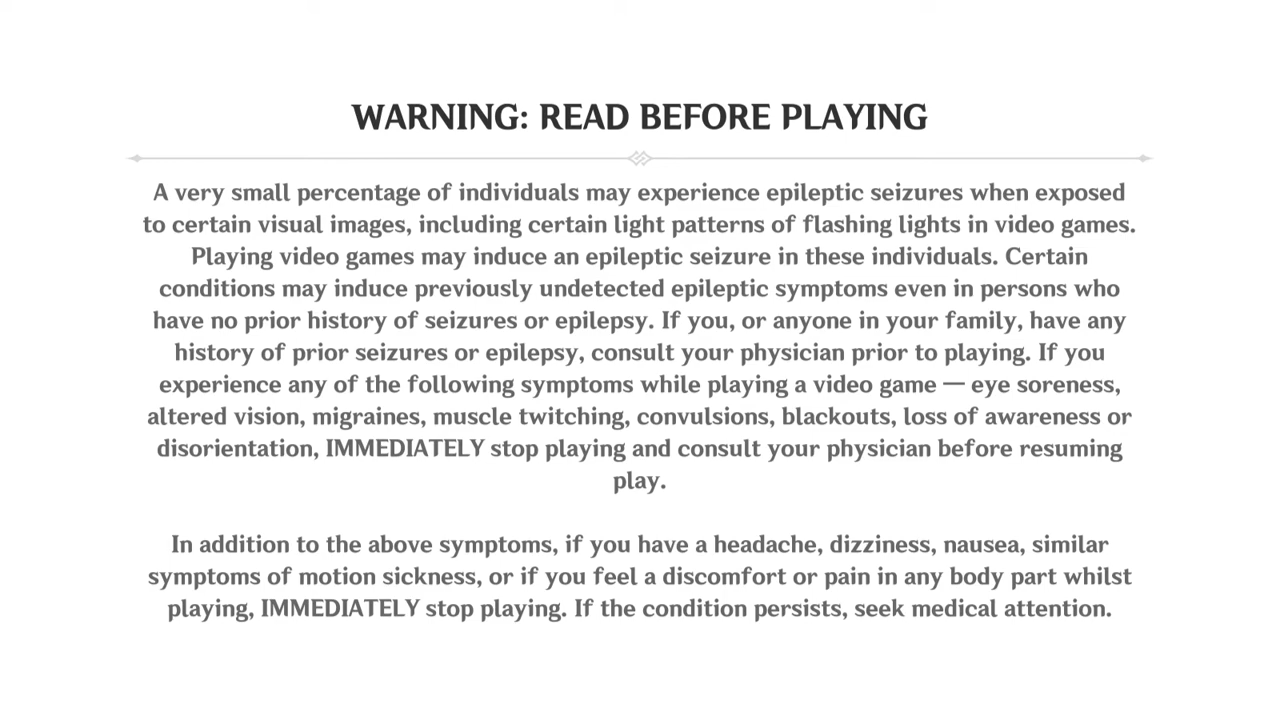 WARNING: READ BEFORE PLAYING
A very small percentage of individuals may experience epileptic seizures when exposed
to certain visual images, including certain light patterns of flashing lights in video games.
Playing video games may induce an epileptic seizure in these individuals. Certain
conditions may induce previously undetected epileptic symptoms even in persons who
have no prior history of seizures or epilepsy. If you, or anyone in your family, have any
history of prior seizures or epilepsy, consult your physician prior to playing. If you
experience any of the following symptoms while playing a video game — eye soreness,
altered vision, migraines, muscle twitching, convulsions, blackouts, loss of awareness or
disorientation, IMMEDIATELY stop playing and consult your physician before resuming
play.
In addition to the above symptoms, if you have a headache, dizziness, nausea, similar
symptoms of motion sickness, or if you feel a discomfort or pain in any body part whilst
playing, IMMEDIATELY stop playing. If the condition persists, seek medical attention.